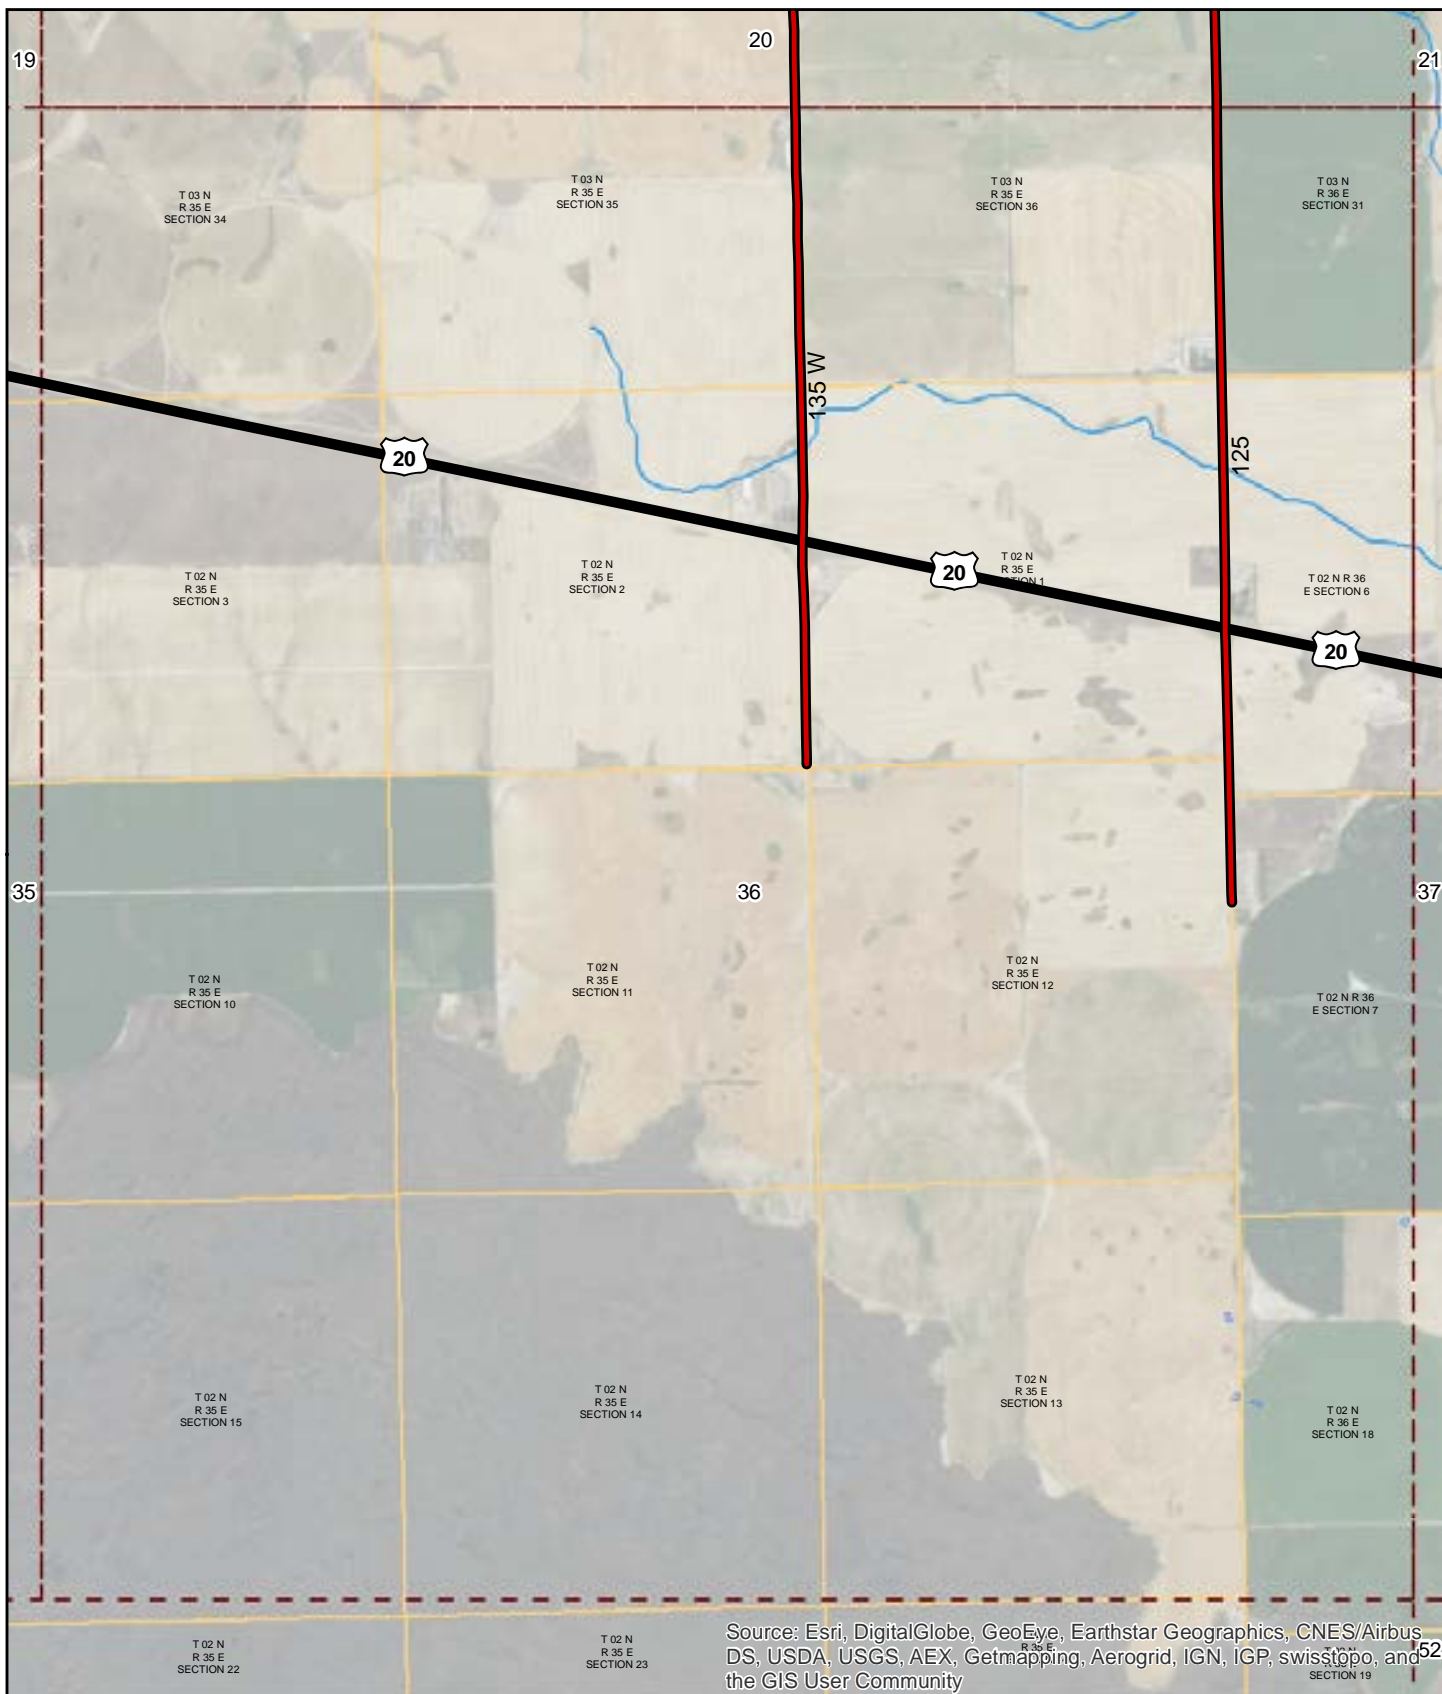 19
20
21
T 03 N
R 35 E
SECTION 34
T 03 N
R 35 E
SECTION 35
T 03 N
R 35 E
SECTION 36
T 03 N
R 36 E
SECTION 31
135 W
125
20
20
20
T 02 N
R 35 E
SECTION 3
T 02 N
R 35 E
SECTION 2
T 02 N
R 35 E
SECTION 1
T 02 N R 36
E SECTION 6
35
36
37
T 02 N
R 35 E
SECTION 10
T 02 N
R 35 E
SECTION 11
T 02 N
R 35 E
SECTION 12
T 02 N R 36
E SECTION 7
T 02 N
R 35 E
SECTION 15
T 02 N
R 35 E
SECTION 14
T 02 N
R 35 E
SECTION 13
T 02 N
R 36 E
SECTION 18
T 02 N
R 35 E
SECTION 22
T 02 N
R 35 E
SECTION 23
R 35 E
SECTION 19
52
Source: Esri, DigitalGlobe, GeoEye, Earthstar Geographics, CNES/Airbus
DS, USDA, USGS, AEX, Getmapping, Aerogrid, IGN, IGP, swisstopo, and
the GIS User Community